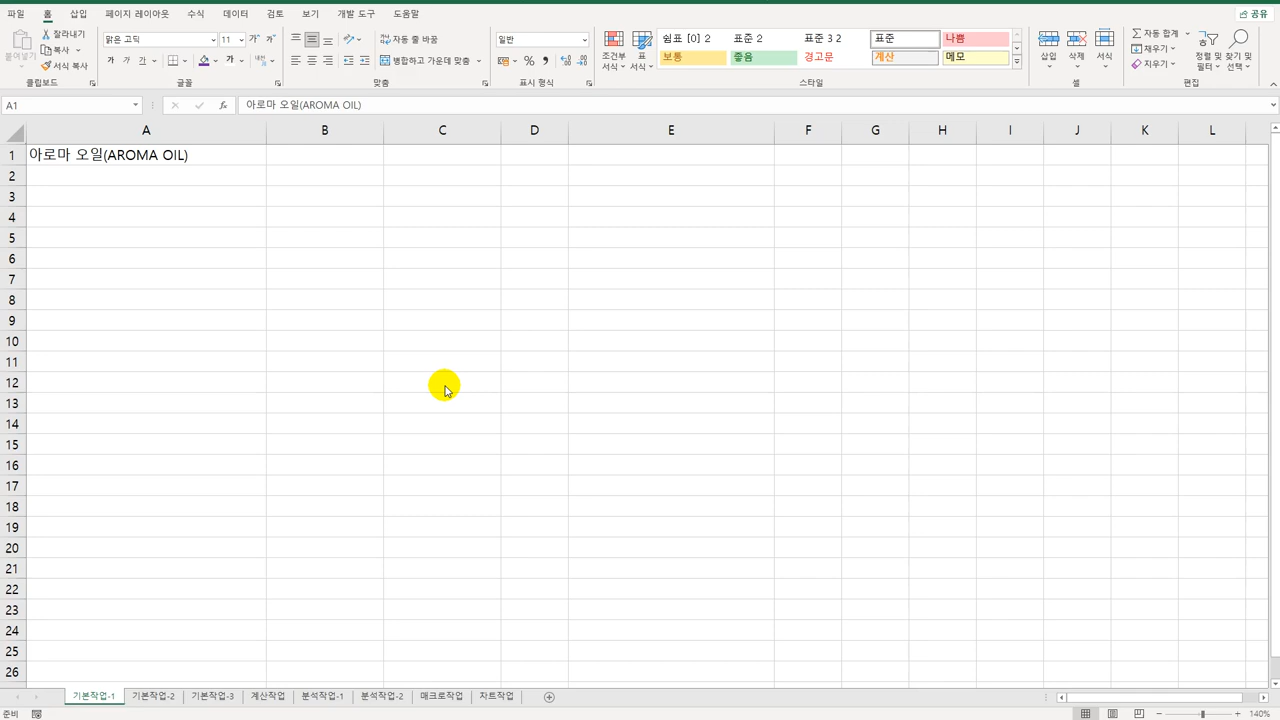 파일 홈 삽입 페이지 레이아웃 수식 데이터 검토 보기 개발 도구 도움말 공유
붙여넣기 잘라내기 복사 서식 복사 클립보드
맑은 고딕 11 가 가 가 가 가 가 글꼴
자동 줄 바꿈 병합하고 가운데 맞춤 맞춤
일반 % 표시 형식
조건부 서식 표 서식 쉼표 [0] 2 표준 2 표준 3 2 표준 나쁨
보통 좋음 경고문 계산 메모 스타일
삽입 삭제 서식 셀
자동 합계 채우기 지우기 정렬 및 필터 찾기 및 선택 편집
A1 fx 아로마 오일(AROMA OIL)
A B C D E F G H I J K L
1 아로마 오일(AROMA OIL)
2
3
4
5
6
7
8
9
10
11
12
13
14
15
16
17
18
19
20
21
22
23
24
25
26
기본작업-1 기본작업-2 기본작업-3 계산작업 분석작업-1 분석작업-2 매크로작업 차트작업
준비 140%